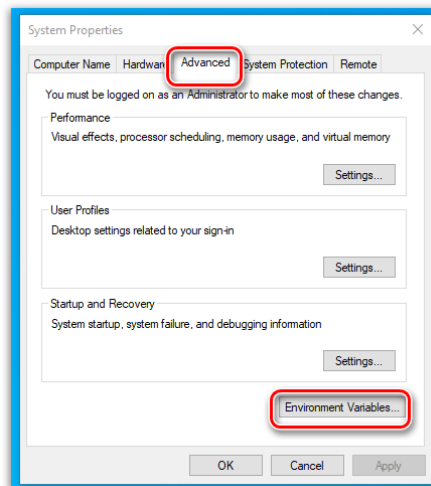 System Properties
Computer Name Hardware Advanced System Protection Remote
You must be logged on as an Administrator to make most of these changes.
Performance
Visual effects, processor scheduling, memory usage, and virtual memory
Settings...
User Profiles
Desktop settings related to your sign-in
Settings...
Startup and Recovery
System startup, system failure, and debugging information
Settings...
Environment Variables...
OK Cancel Apply